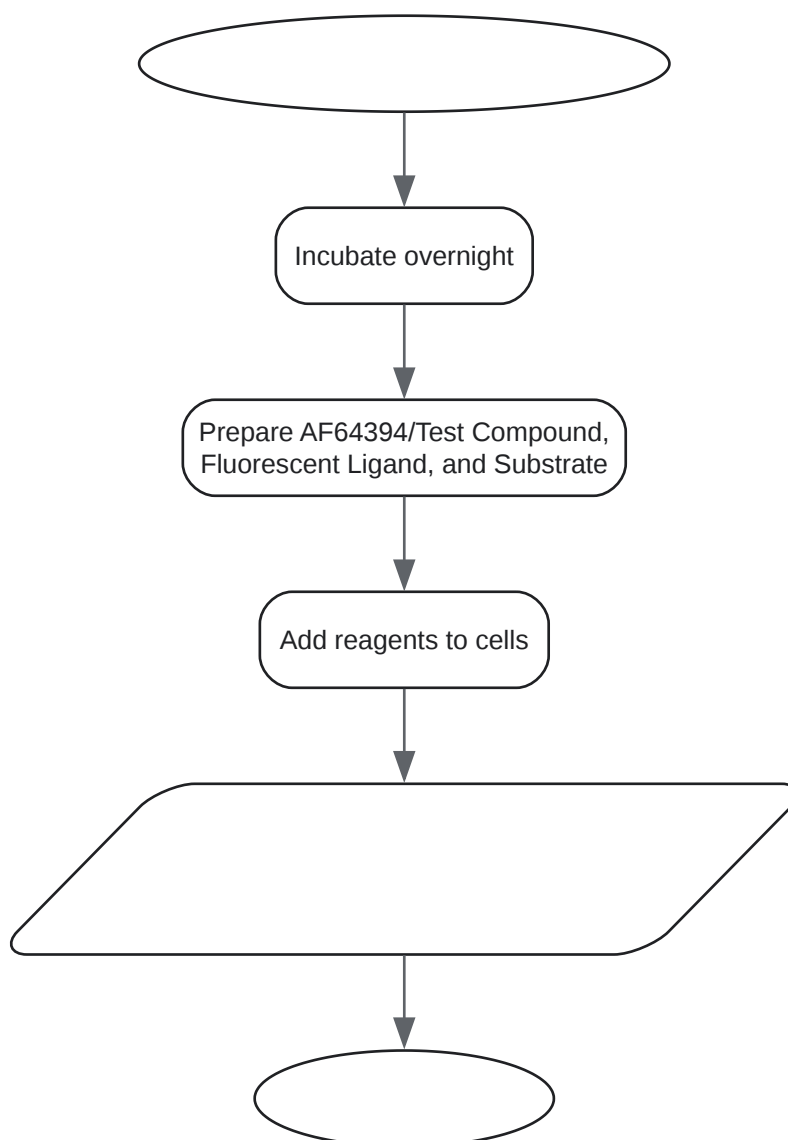 Incubate overnight
Prepare AF64394/Test Compound,
Fluorescent Ligand, and Substrate
Add reagents to cells